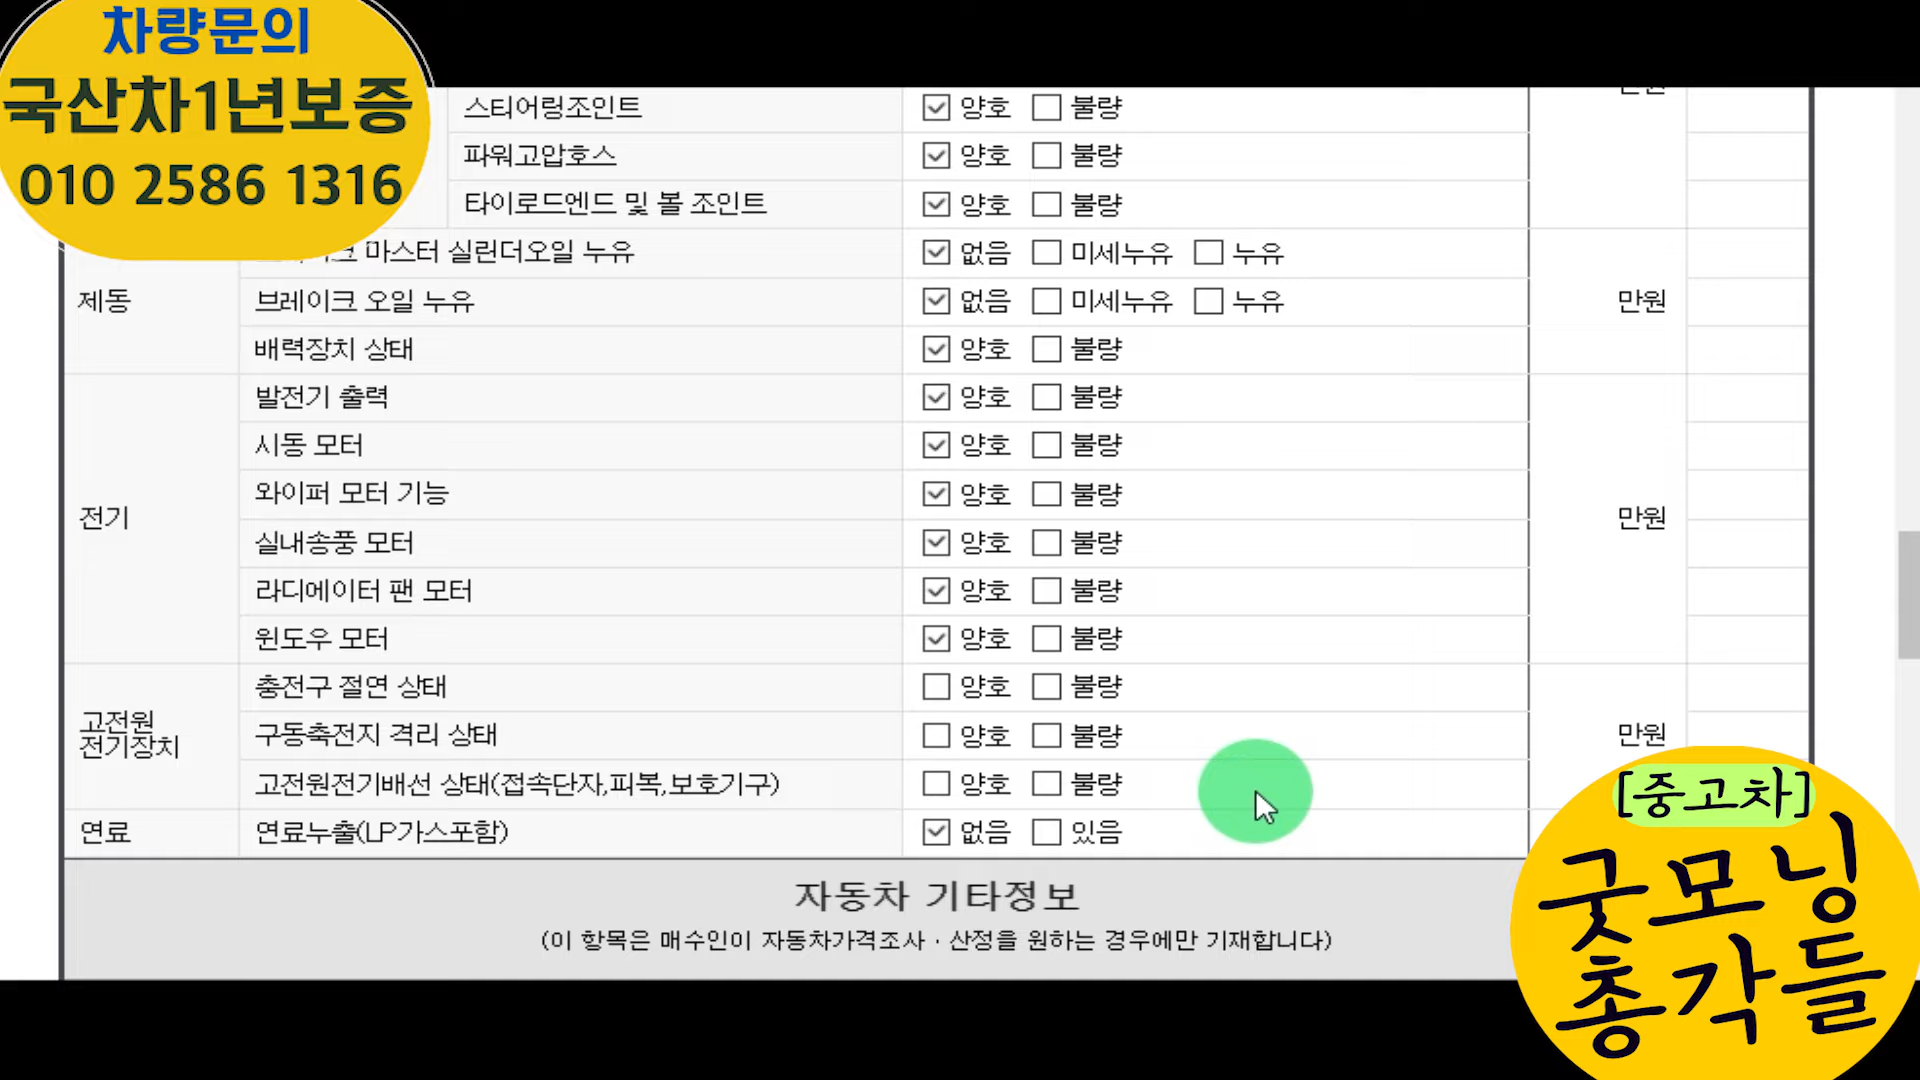 차량문의
국산차1년보증
010 2586 1316
스티어링조인트 양호 불량
파워고압호스 양호 불량
타이로드엔드 및 볼 조인트 양호 불량
마스터 실린더오일 누유 없음 미세누유 누유
제동 브레이크 오일 누유 없음 미세누유 누유 만원
배력장치 상태 양호 불량
발전기 출력 양호 불량
시동 모터 양호 불량
와이퍼 모터 기능 양호 불량
전기 만원
실내송풍 모터 양호 불량
라디에이터 팬 모터 양호 불량
윈도우 모터 양호 불량
충전구 절연 상태 양호 불량
고전원
전기장치
구동축전지 격리 상태 양호 불량 만원
고전원전기배선 상태(접속단자,피복,보호기구) 양호 불량
연료 연료누출(LP가스포함) 없음 있음
자동차 기타정보
(이 항목은 매수인이 자동차가격조사 · 산정을 원하는 경우에만 기재합니다)
[중고차]
굿모닝
총각들